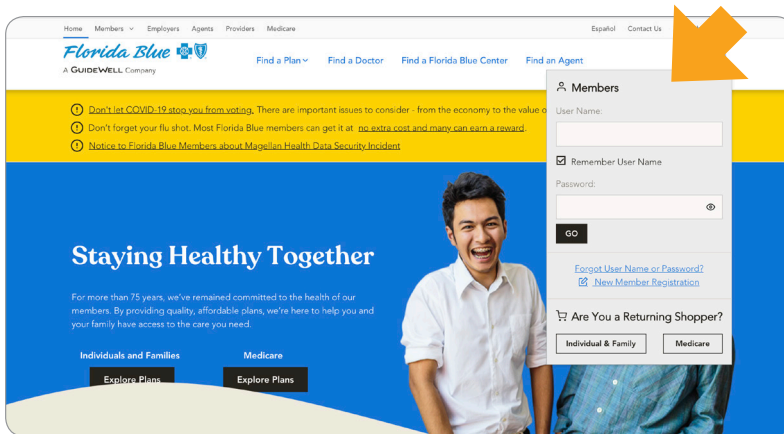 Home Members Employers Agents Providers Medicare Español Contact Us
Florida Blue
A GUIDEWELL Company
Find a Plan Find a Doctor Find a Florida Blue Center Find an Agent
Don't let COVID-19 stop you from voting. There are important issues to consider - from the economy to the value o
Don't forget your flu shot. Most Florida Blue members can get it at no extra cost and many can earn a reward.
Notice to Florida Blue Members about Magellan Health Data Security Incident
Members
User Name:
Remember User Name
Password:
GO
Forgot User Name or Password?
New Member Registration
Are You a Returning Shopper?
Individual & Family Medicare
Staying Healthy Together
For more than 75 years, we've remained committed to the health of our
members. By providing quality, affordable plans, we're here to help you and
your family have access to the care you need.
Individuals and Families Medicare
Explore Plans Explore Plans